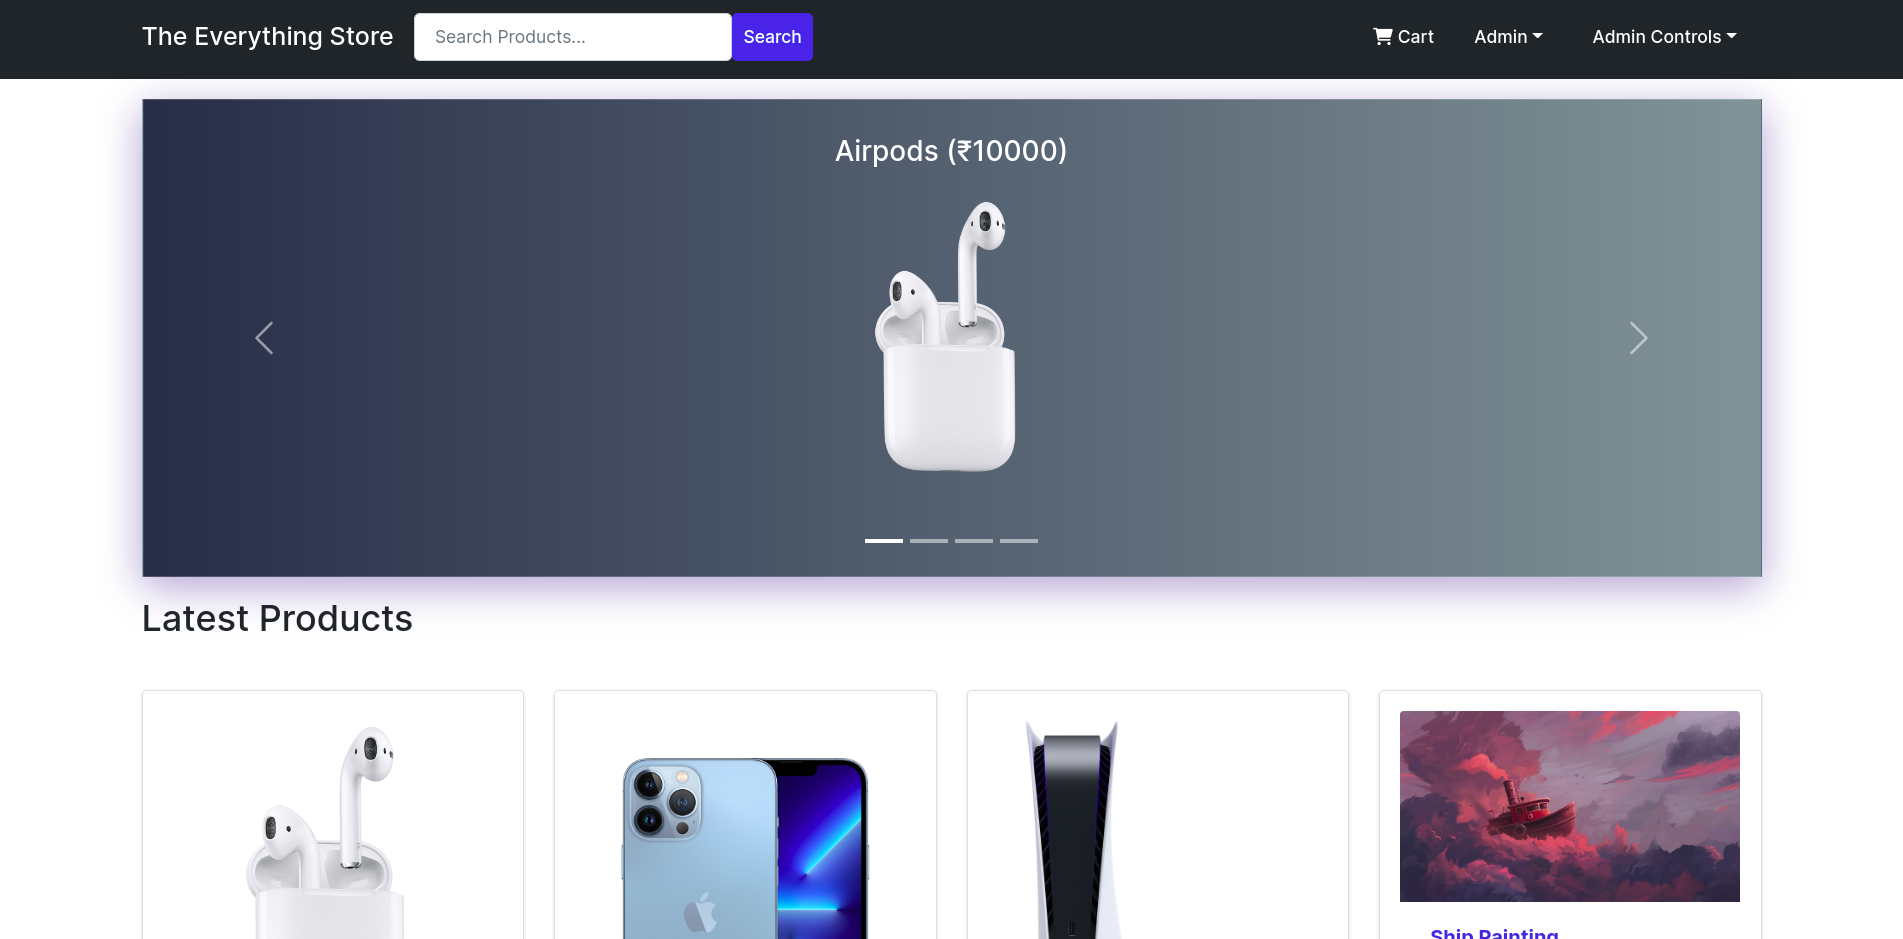 The Everything Store
Search Products...
Search
Cart
Admin
Admin Controls
Airpods (₹10000)
Latest Products
Ship Painting